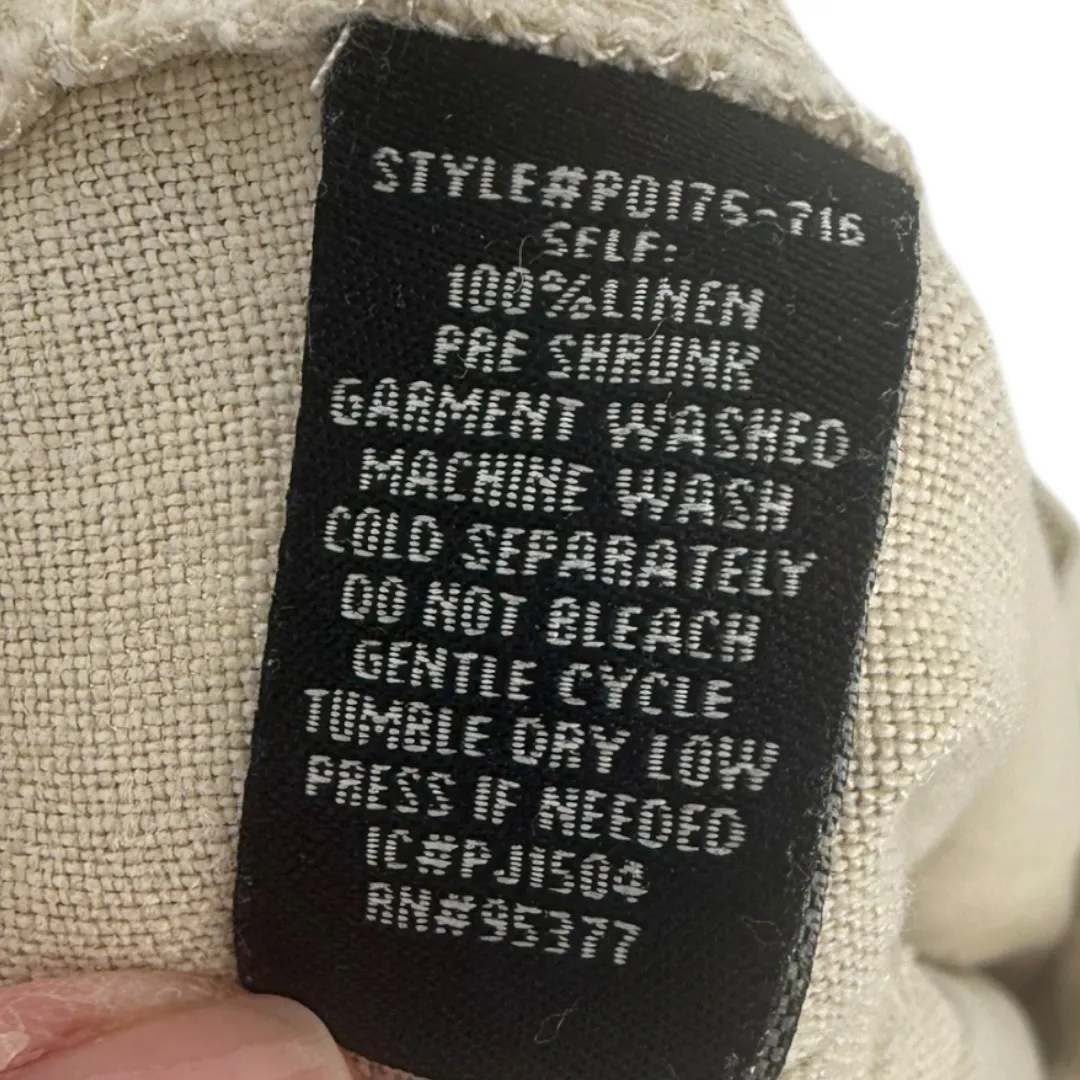 STYLE#P0176-716
SELF:
100%LINEN
PRE SHRUNK
GARMENT WASHED
MACHINE WASH
COLD SEPARATELY
DO NOT BLEACH
GENTLE CYCLE
TUMBLE DRY LOW
PRESS IF NEEDED
IC#PJ1504
RN#95377